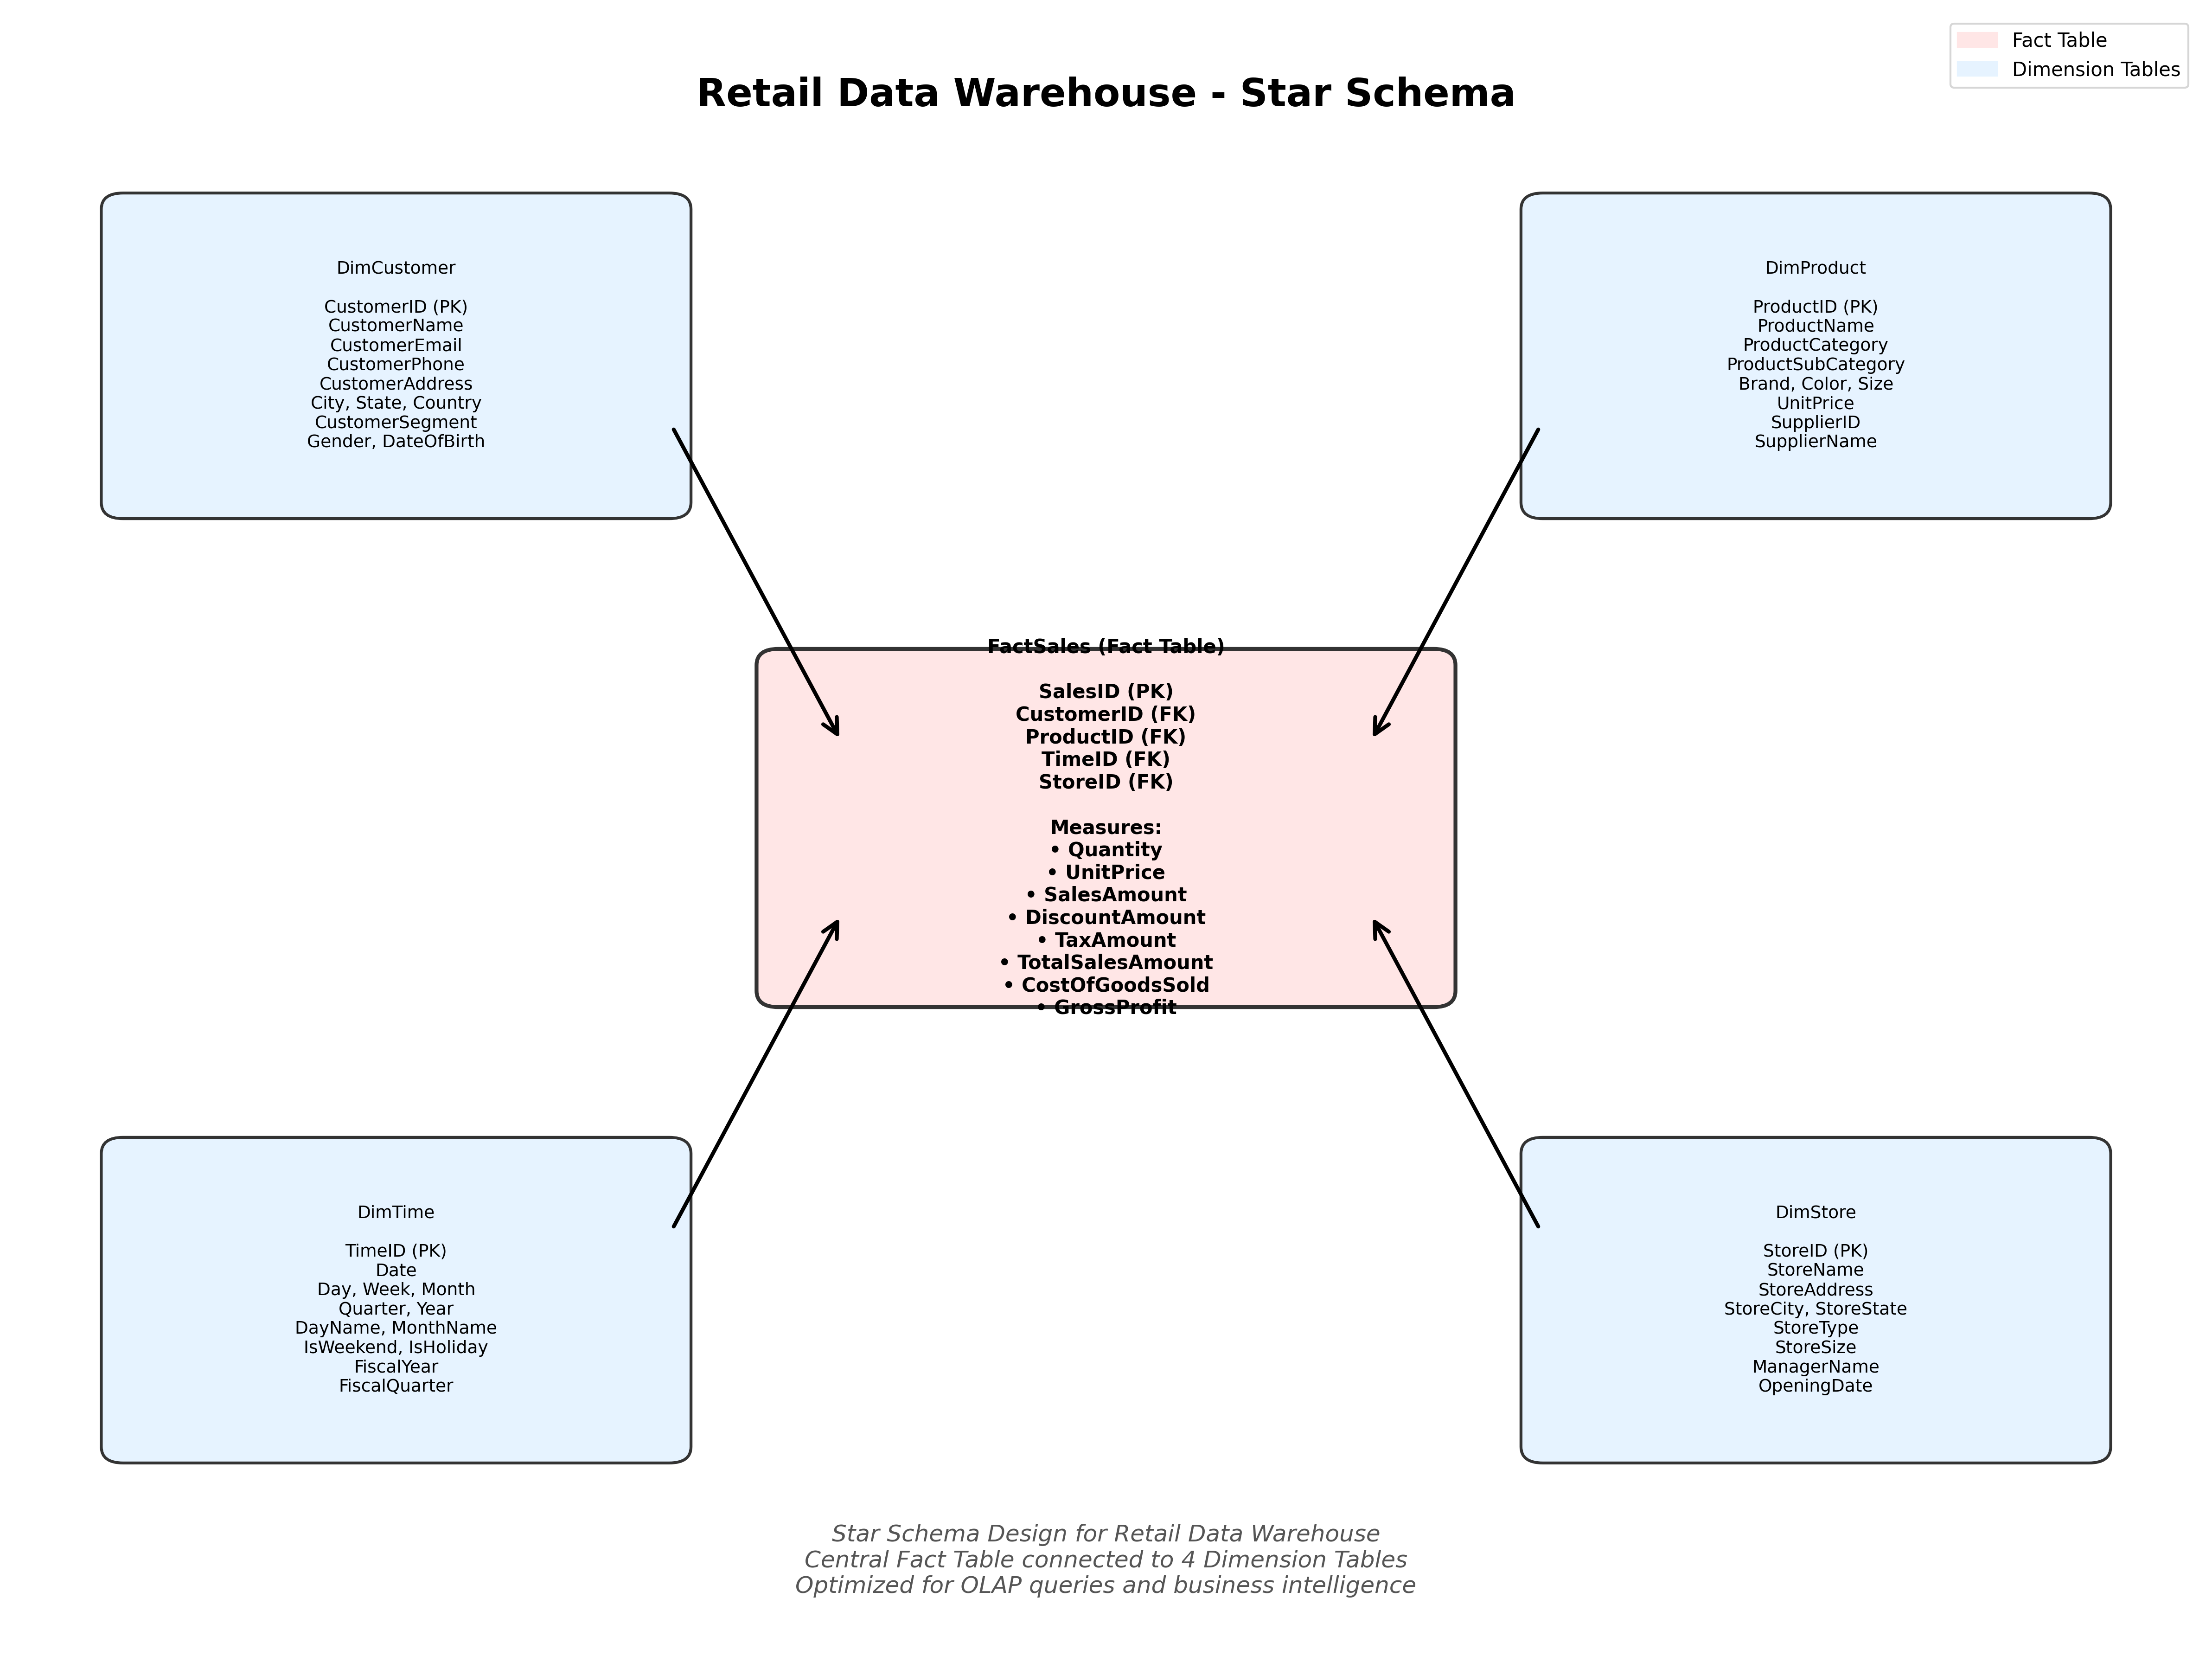 Fact Table
Dimension Tables
Retail Data Warehouse - Star Schema
DimCustomer
CustomerID (PK)
CustomerName
CustomerEmail
CustomerPhone
CustomerAddress
City, State, Country
CustomerSegment
Gender, DateOfBirth
DimProduct
ProductID (PK)
ProductName
ProductCategory
ProductSubCategory
Brand, Color, Size
UnitPrice
SupplierID
SupplierName
FactSales (Fact Table)
SalesID (PK)
CustomerID (FK)
ProductID (FK)
TimeID (FK)
StoreID (FK)
Measures:
• Quantity
• UnitPrice
• SalesAmount
• DiscountAmount
• TaxAmount
• TotalSalesAmount
• CostOfGoodsSold
• GrossProfit
DimTime
TimeID (PK)
Date
Day, Week, Month
Quarter, Year
DayName, MonthName
IsWeekend, IsHoliday
FiscalYear
FiscalQuarter
DimStore
StoreID (PK)
StoreName
StoreAddress
StoreCity, StoreState
StoreType
StoreSize
ManagerName
OpeningDate
Star Schema Design for Retail Data Warehouse
Central Fact Table connected to 4 Dimension Tables
Optimized for OLAP queries and business intelligence